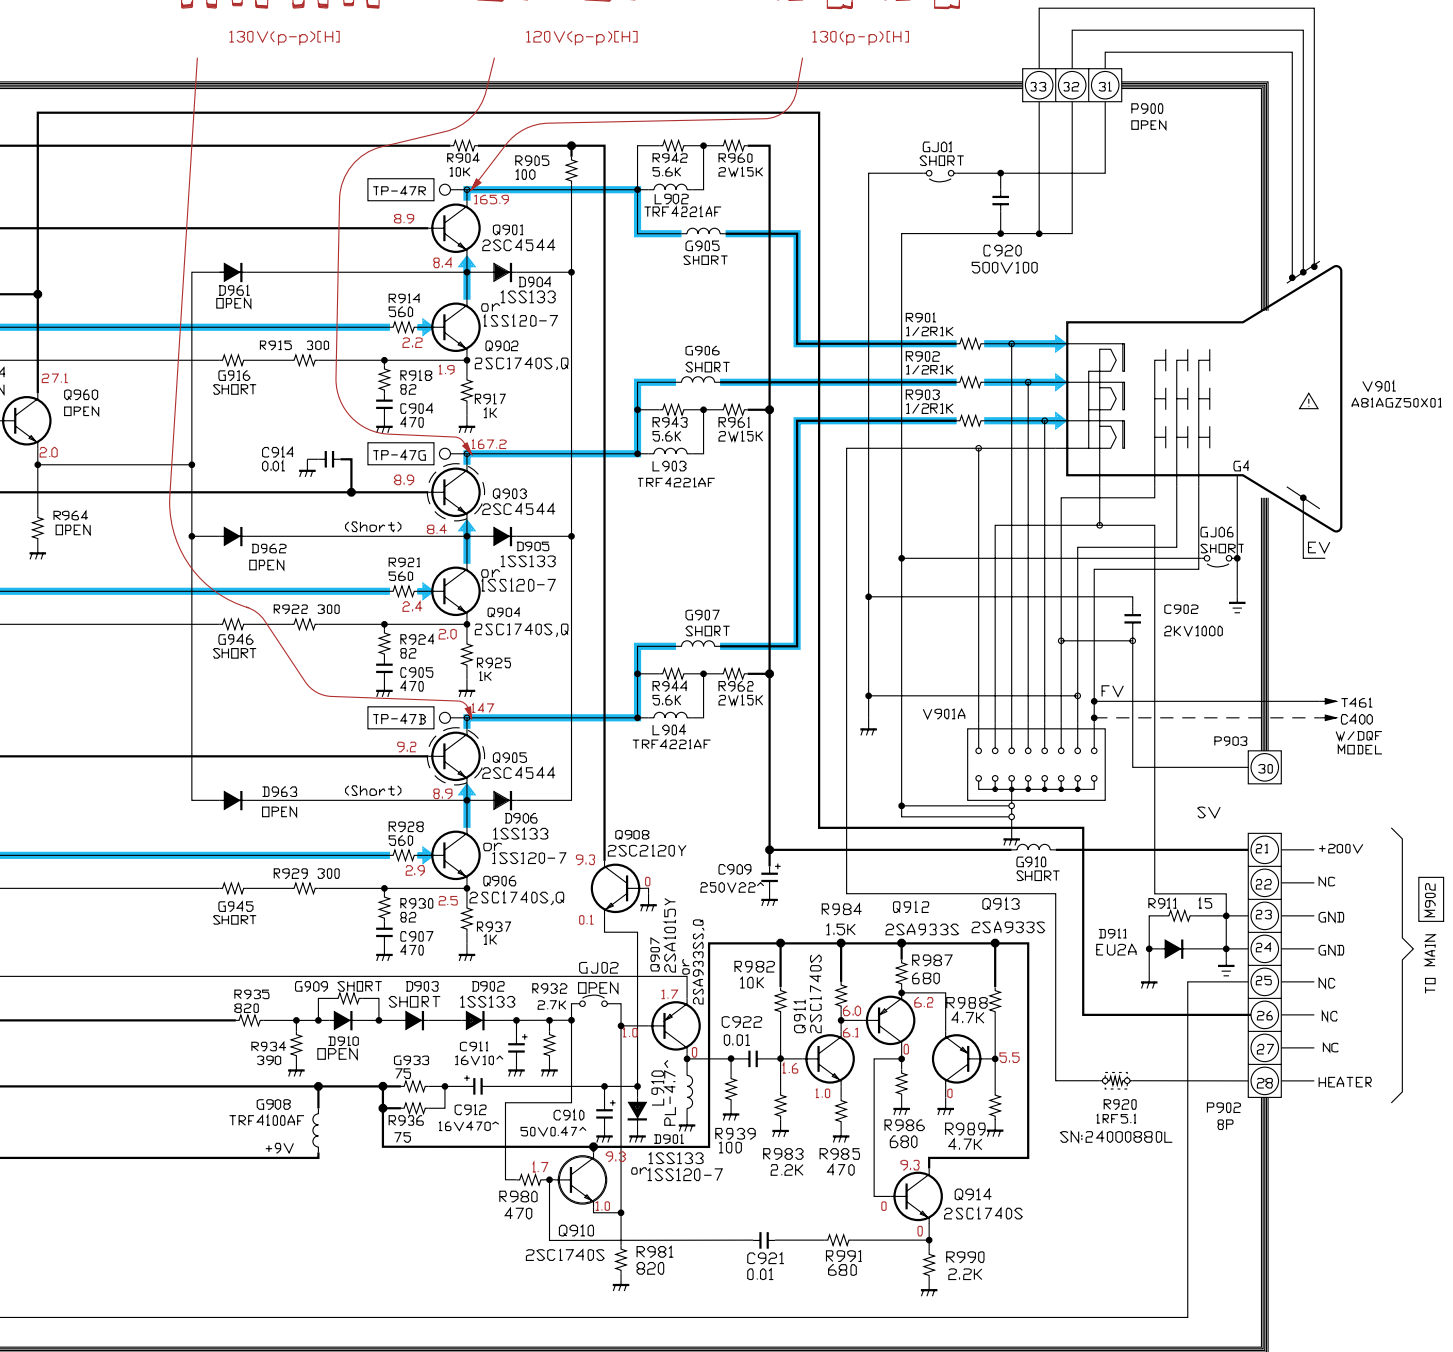 130V(p-p)[H]
120V(p-p)[H]
130(p-p)[H]
33
32
31
P900
OPEN
R904
10K
R905
100
R942
5.6K
R960
2W15K
GJ01
SHORT
TP-47R
165.9
L902
TRF4221AF
8.9
Q901
2SC4544
G905
SHORT
C920
500V100
8.4
D961
OPEN
D904
1SS133
or
1SS120-7
R914
560
2.2
Q902
2SC1740S,Q
R901
1/2R1K
R915 300
G906
SHORT
R902
1/2R1K
G916
SHORT
R918
82
1.9
R917
1K
C904
470
27.1
Q960
OPEN
2.0
R943
5.6K
R961
2W15K
R903
1/2R1K
V901
A81AGZ50X01
C914
0.01
TP-47G
167.2
L903
TRF4221AF
8.9
Q903
2SC4544
G4
R964
OPEN
(Short)
8.4
D962
OPEN
D905
1SS133
or
1SS120-7
GJ06
SHORT
EV
R921
560
2.4
Q904
2SC1740S,Q
R922 300
G907
SHORT
C902
2KV1000
G946
SHORT
R924
82
2.0
R925
1K
C905
470
R944
5.6K
R962
2W15K
FV
T461
C400
W/DQF
MODEL
TP-47B
147
L904
TRF4221AF
V901A
P903
30
9.2
Q905
2SC4544
D963
OPEN
(Short)
8.9
D906
1SS133
or
1SS120-7
SV
R928
560
2.9
Q906
2SC1740S,Q
Q908
2SC2120Y
9.3
0
0.1
R929 300
G945
SHORT
R930
82
2.5
R937
1K
C907
470
C909
250V22^
G910
SHORT
21
+200V
22
NC
23
GND
24
GND
25
NC
26
NC
27
NC
28
HEATER
M902
TO MAIN
R911 15
D911
EU2A
R984
1.5K
Q912
2SA933S
Q913
2SA933S
Q907
2SA1015Y
or
2SA933S,Q
GJ02
OPEN
R982
10K
Q911
2SC1740S
R987
680
R935
820
G909 SHORT
D903
SHORT
D902
1SS133
R932
2.7K
1.7
1.0
0
6.0
6.1
6.2
R988
4.7K
R934
390
D910
OPEN
C911
16V10^
C922
0.01
1.6
1.0
0
5.5
0
G933
75
C912
16V470^
R936
75
C910
50V0.47^
L910
PL-4.7^
D901
1SS133
or 1SS120-7
R939
100
R983
2.2K
R985
470
R986
680
R989
4.7K
G908
TRF4100AF
+9V
R920
1RF5.1
SN:24000880L
P902
8P
9.3
1.7
1.0
R980
470
Q910
2SC1740S
R981
820
9.3
0
0
Q914
2SC1740S
C921
0.01
R991
680
R990
2.2K